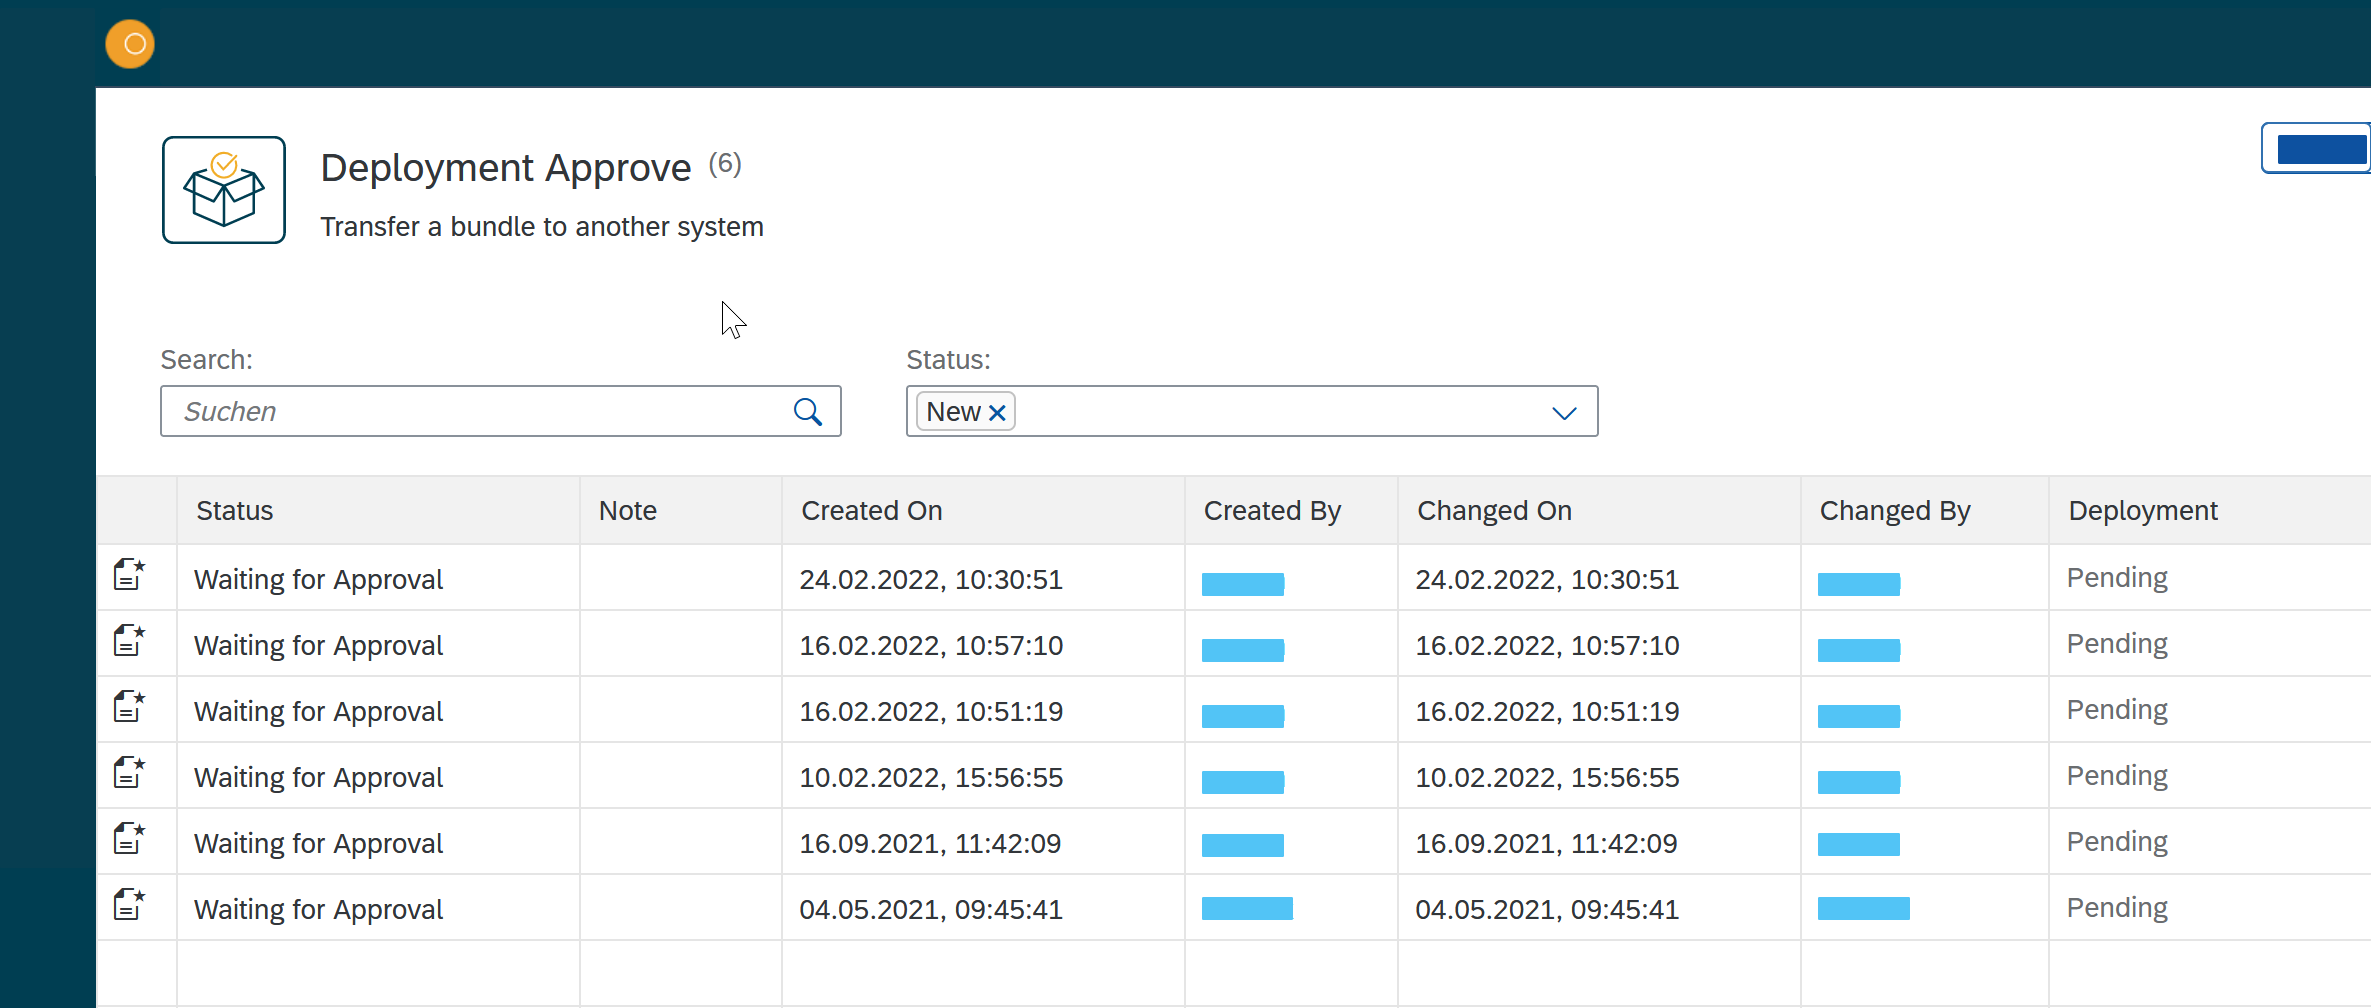 Deployment Approve (6)
Transfer a bundle to another system
Search: Status:
Suchen New
Status Note Created On Created By Changed On Changed By Deployment
Waiting for Approval 24.02.2022, 10:30:51 24.02.2022, 10:30:51 Pending
Waiting for Approval 16.02.2022, 10:57:10 16.02.2022, 10:57:10 Pending
Waiting for Approval 16.02.2022, 10:51:19 16.02.2022, 10:51:19 Pending
Waiting for Approval 10.02.2022, 15:56:55 10.02.2022, 15:56:55 Pending
Waiting for Approval 16.09.2021, 11:42:09 16.09.2021, 11:42:09 Pending
Waiting for Approval 04.05.2021, 09:45:41 04.05.2021, 09:45:41 Pending